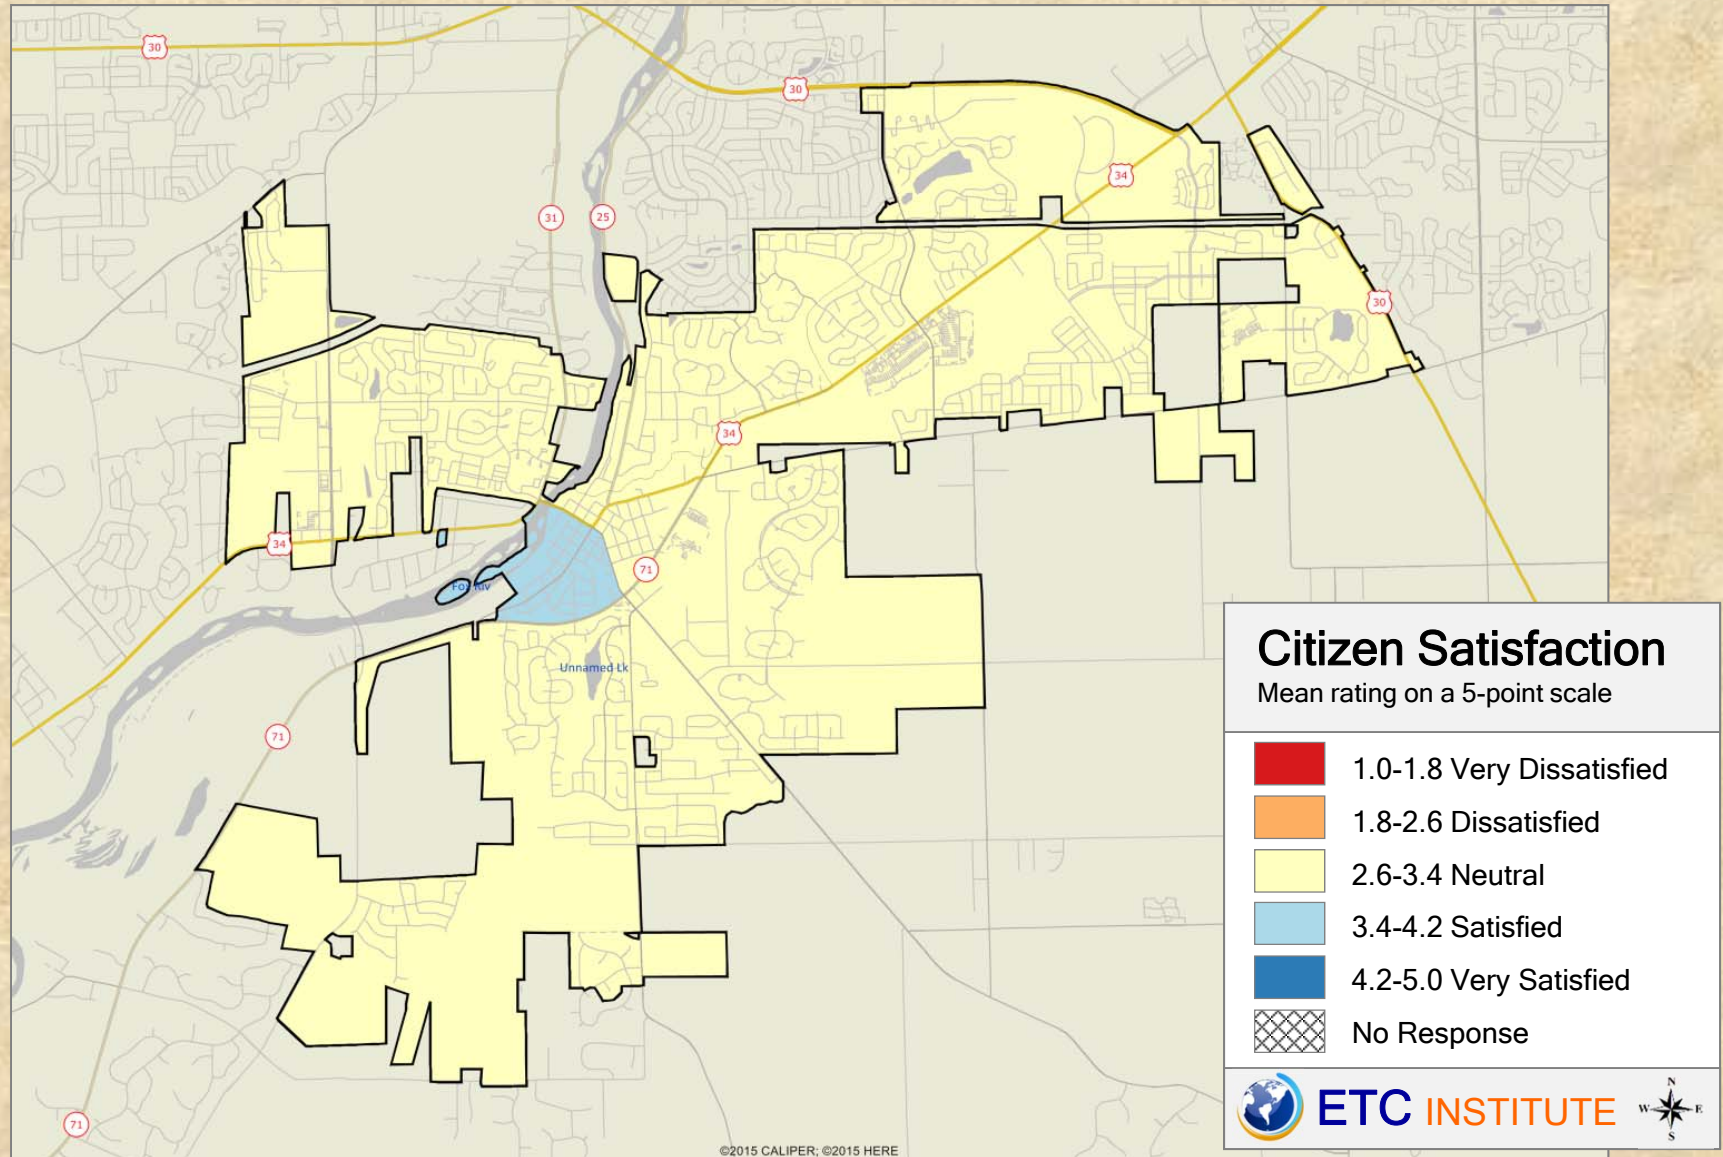 30
30
34
31
25
30
34
34
71
Fox Riv
Unnamed Lk
71
71
©2015 CALIPER; ©2015 HERE
Citizen Satisfaction
Mean rating on a 5-point scale
1.0-1.8 Very Dissatisfied
1.8-2.6 Dissatisfied
2.6-3.4 Neutral
3.4-4.2 Satisfied
4.2-5.0 Very Satisfied
No Response
ETC INSTITUTE
N
W E
S